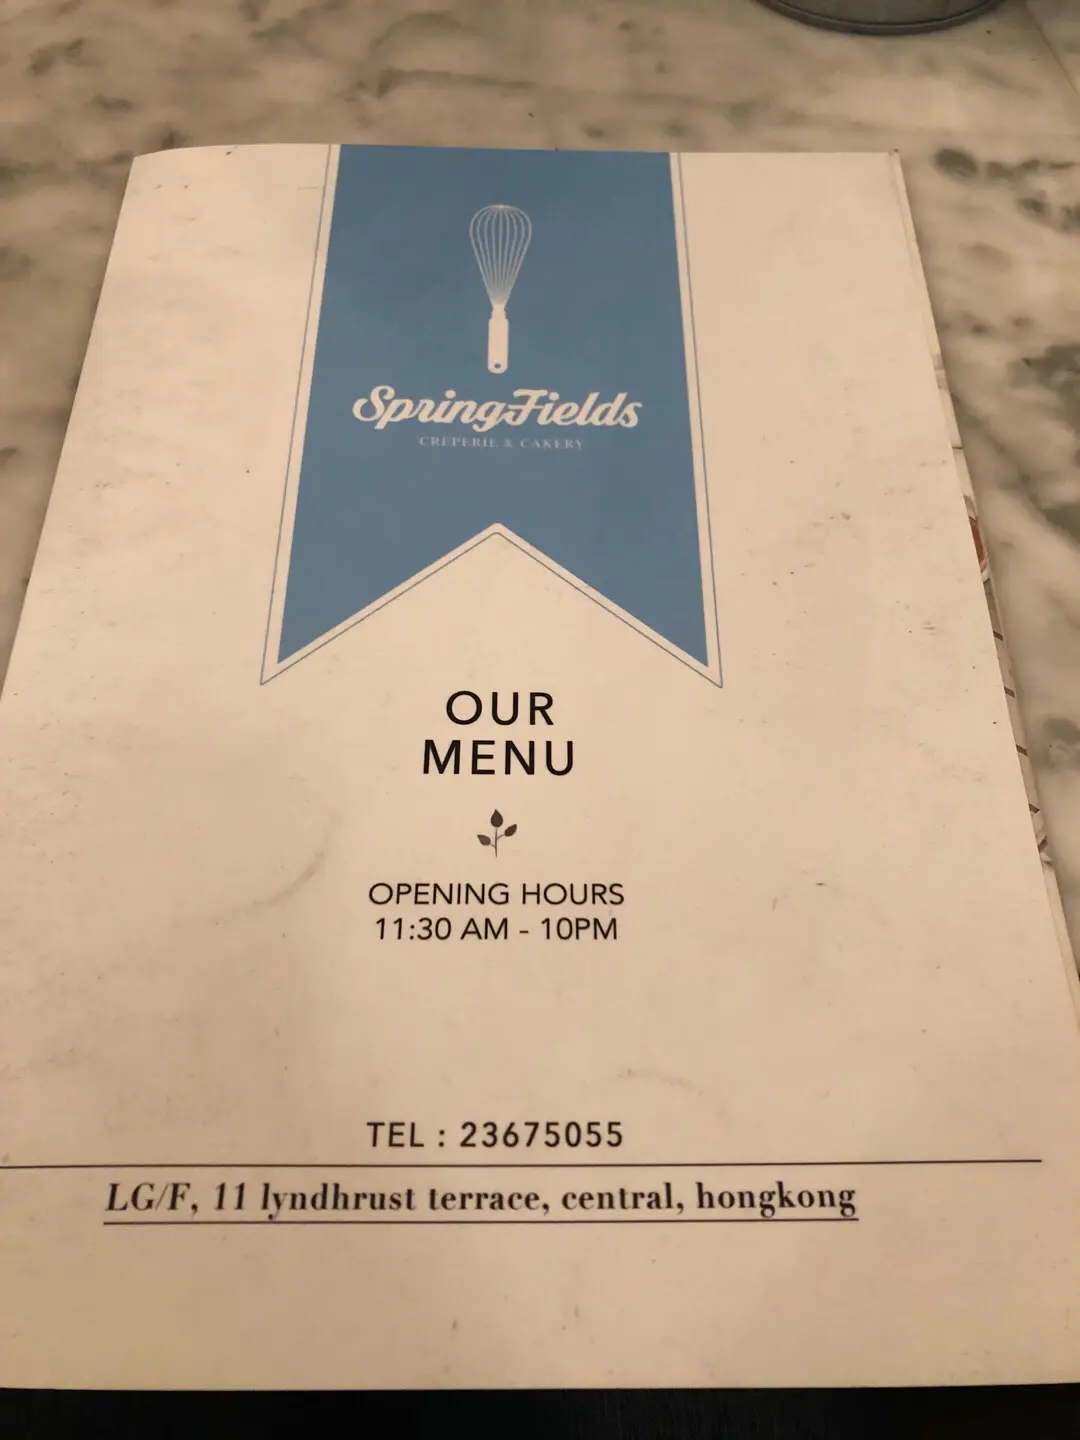 SpringFields
CREPERIE & CAKERY
OUR
MENU
OPENING HOURS
11:30 AM - 10PM
TEL : 23675055
LG/F, 11 lyndhrust terrace, central, hongkong